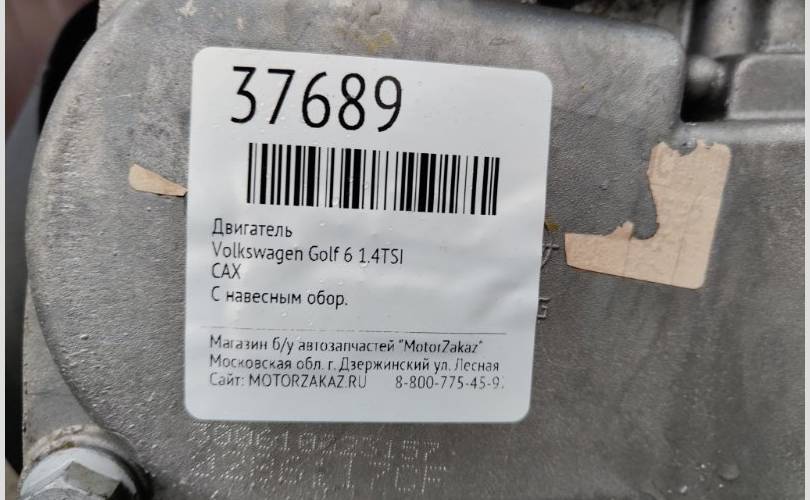 37689
Двигатель
Volkswagen Golf 6 1.4TSI
CAX
С навесным обор.
Магазин б/у автозапчастей "MotorZakaz"
Московская обл. г. Дзержинский ул. Лесная
Сайт: MOTORZAKAZ.RU 8-800-775-45-9